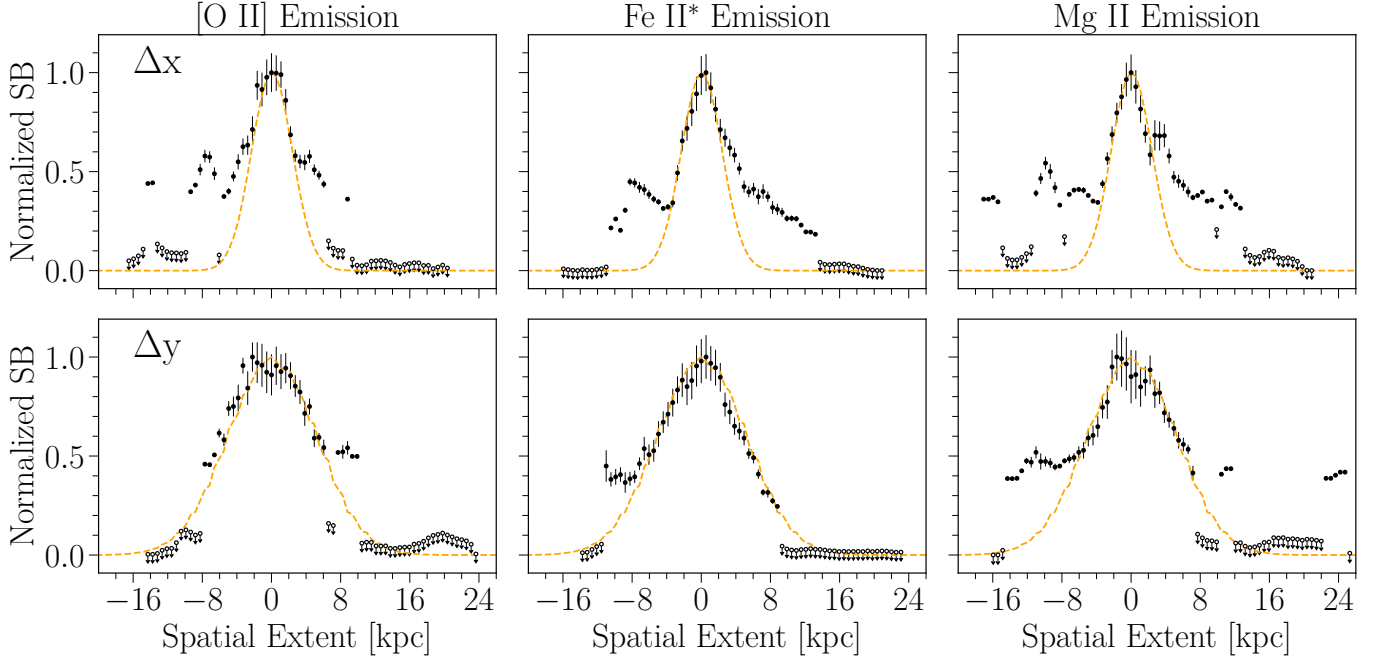 [O II] Emission Fe II* Emission Mg II Emission
Δx
Normalized SB
1.0
0.5
0.0
Δy
Normalized SB
1.0
0.5
0.0
−16 −8 0 8 16 24 −16 −8 0 8 16 24 −16 −8 0 8 16 24
Spatial Extent [kpc] Spatial Extent [kpc] Spatial Extent [kpc]